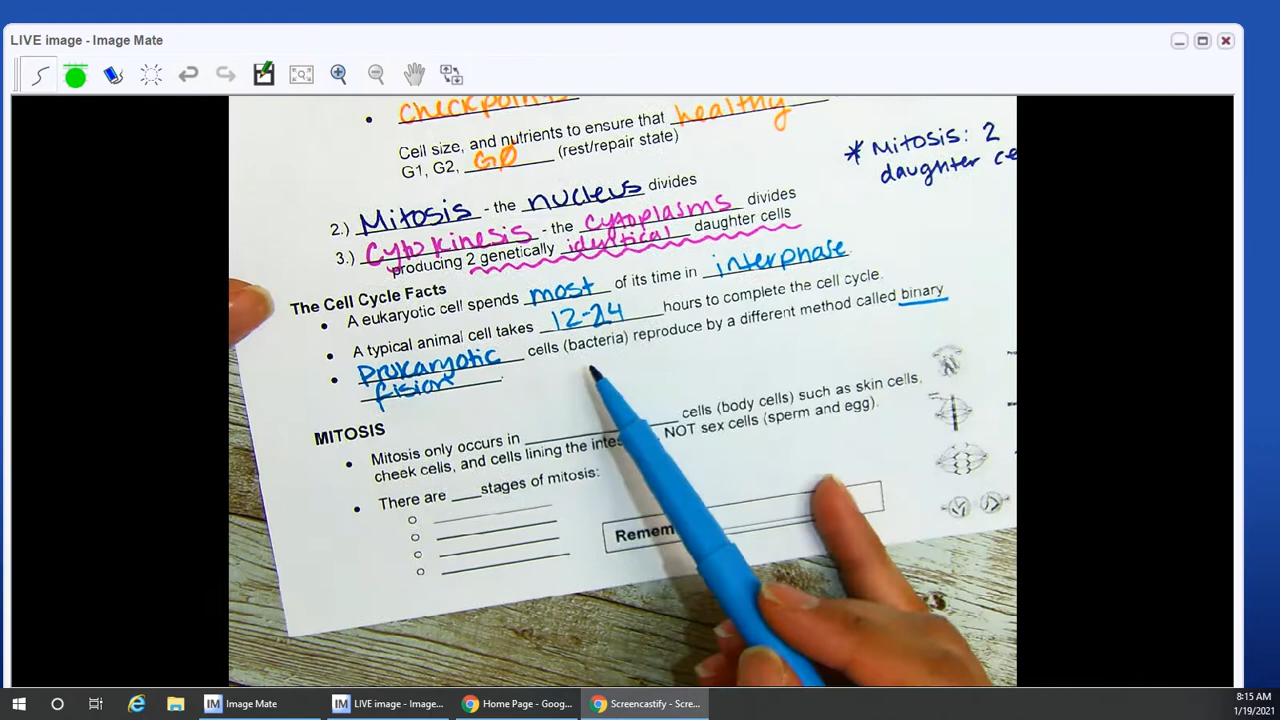 LIVE image - Image Mate
checkpoints
Cell size, and nutrients to ensure that healthy
G1, G2, GØ (rest/repair state)
* Mitosis: 2
daughter ce
2.) Mitosis - the nucleus divides
3.) Cytokinesis - the cytoplasms divides
producing 2 genetically identical daughter cells
The Cell Cycle Facts
A eukaryotic cell spends most of its time in interphase.
A typical animal cell takes 12-24 hours to complete the cell cycle.
Prokaryotic cells (bacteria) reproduce by a different method called binary
fision.
MITOSIS
Mitosis only occurs in ____ cells (body cells) such as skin cells,
cheek cells, and cells lining the inte NOT sex cells (sperm and egg).
There are ____ stages of mitosis:
Remem
Image Mate
LIVE image - Image...
Home Page - Goog...
Screencastify - Scre...
8:15 AM
1/19/2021